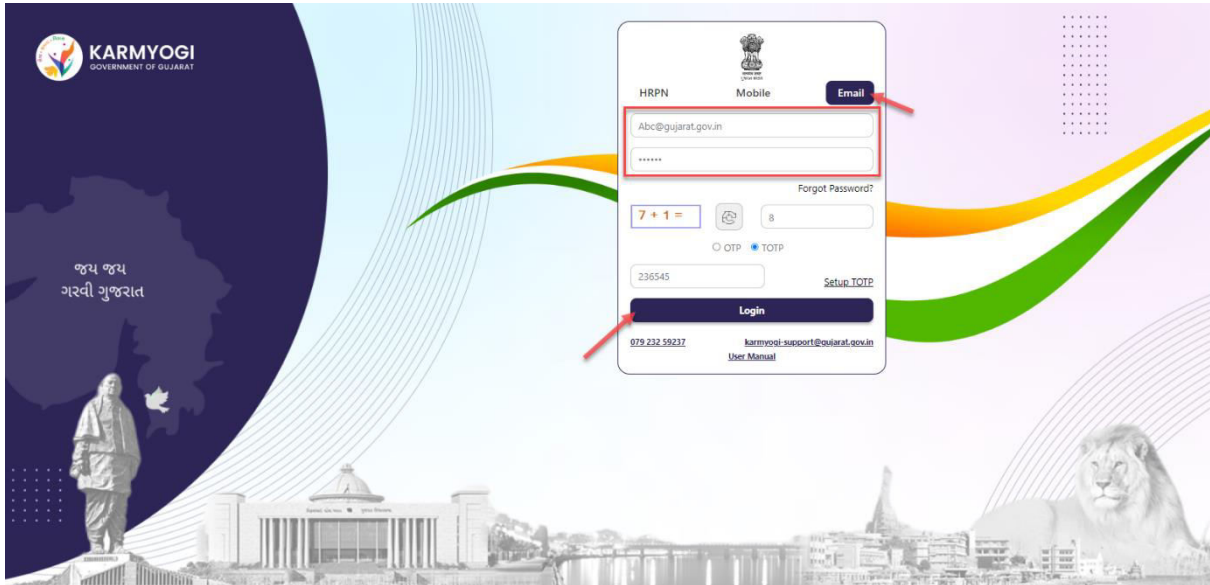 KARMYOGI
GOVERNMENT OF GUJARAT
જય જય
ગરવી ગુજરાત
HRPN Mobile Email
Abc@gujarat.gov.in
••••••
Forgot Password?
7 + 1 = 8
OTP TOTP
236545 Setup TOTP
Login
079 232 59237 karmyogi-support@gujarat.gov.in
User Manual